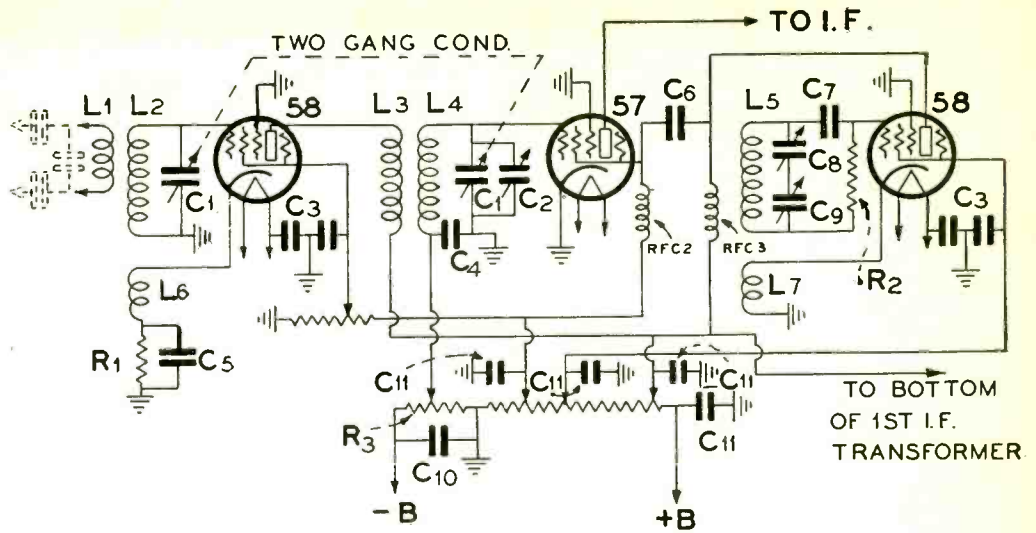 TO I.F.
TWO GANG COND.
L1
L2
58
L3
L4
57
C6
L5
C7
58
C1
C3
C1
C2
C4
RFC2
RFC3
C8
C9
C3
L6
L7
R2
R1
C5
C11
C11
C11
C11
R3
C10
-B
+B
TO BOTTOM
OF 1ST I.F.
TRANSFORMER